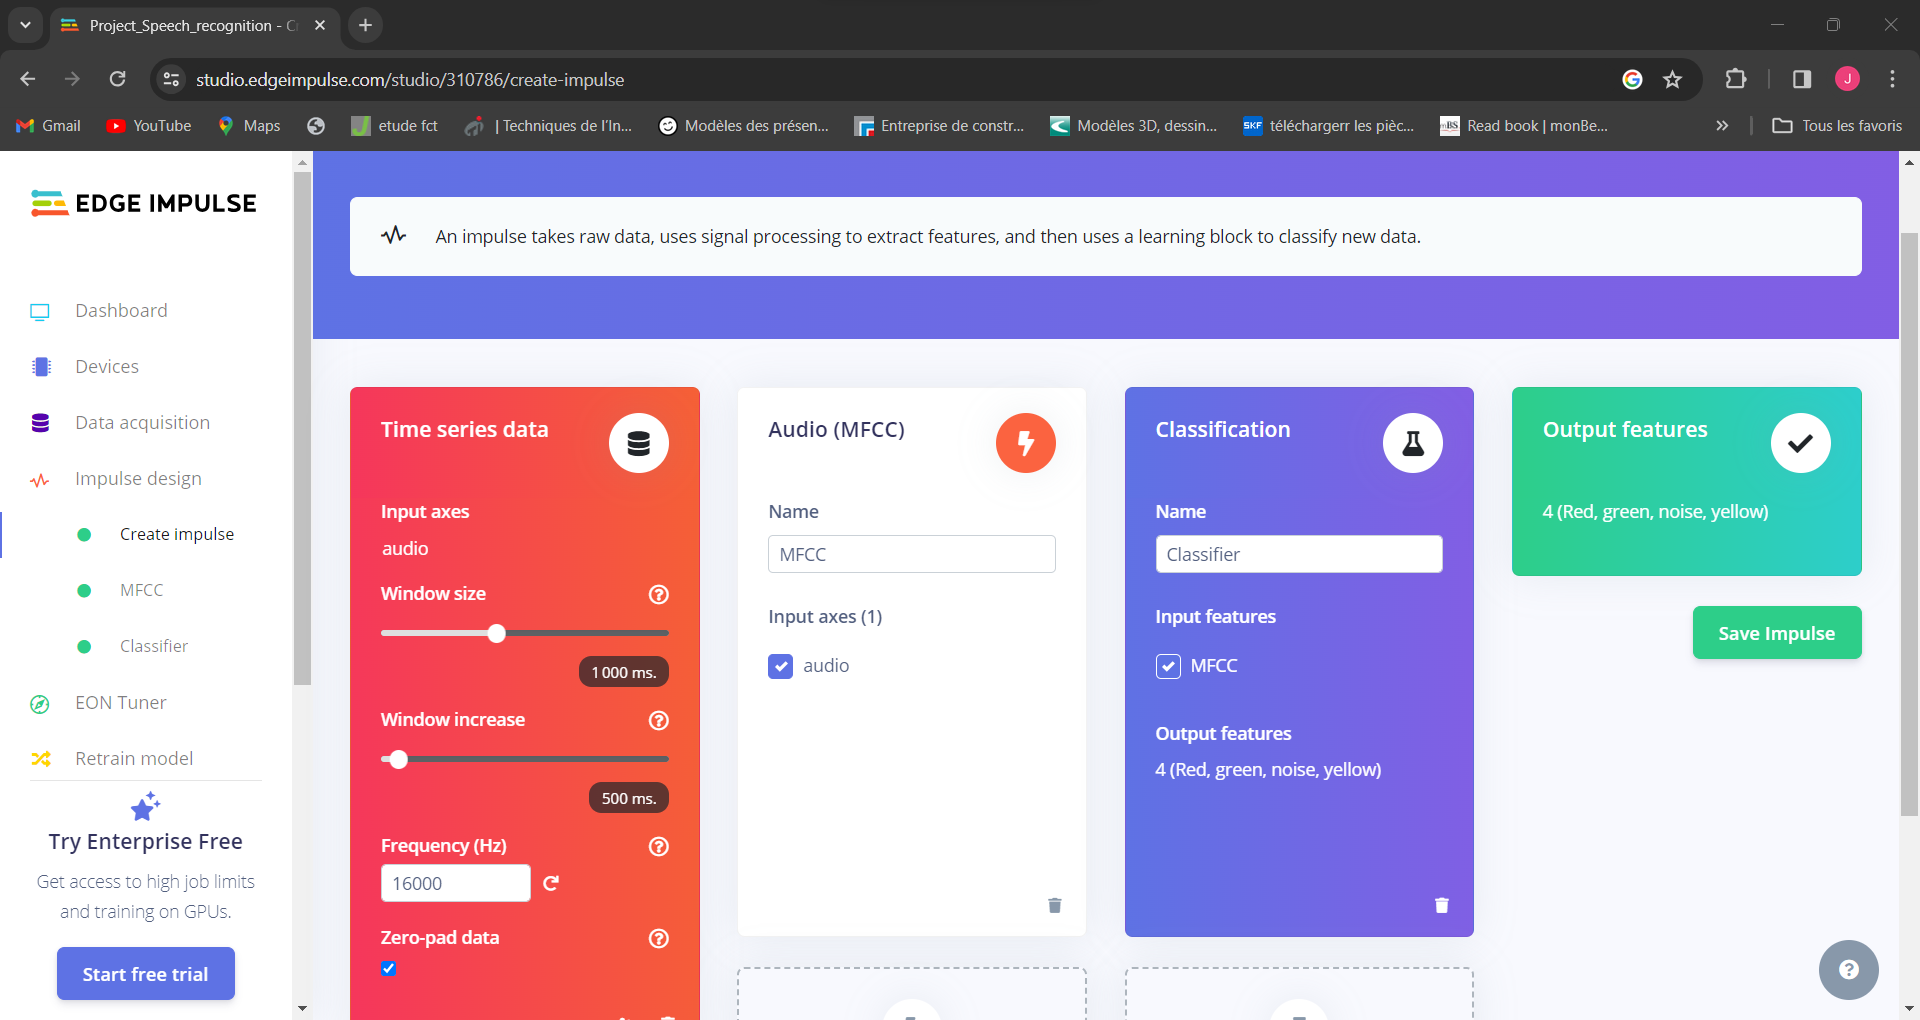 Project_Speech_recognition - C
studio.edgeimpulse.com/studio/310786/create-impulse
J
Gmail
YouTube
Maps
etude fct
| Techniques de l'In...
Modèles des présen...
Entreprise de constr...
Modèles 3D, dessin...
SKF
téléchargerr les pièc...
Read book | monBe...
Tous les favoris
EDGE IMPULSE
Dashboard
Devices
Data acquisition
Impulse design
Create impulse
MFCC
Classifier
EON Tuner
Retrain model
Try Enterprise Free
Get access to high job limits
and training on GPUs.
Start free trial
An impulse takes raw data, uses signal processing to extract features, and then uses a learning block to classify new data.
Time series data
Input axes
audio
Window size
1000 ms.
Window increase
500 ms.
Frequency (Hz)
16000
Zero-pad data
Audio (MFCC)
Name
MFCC
Input axes (1)
audio
Classification
Name
Classifier
Input features
MFCC
Output features
4 (Red, green, noise, yellow)
Output features
4 (Red, green, noise, yellow)
Save Impulse